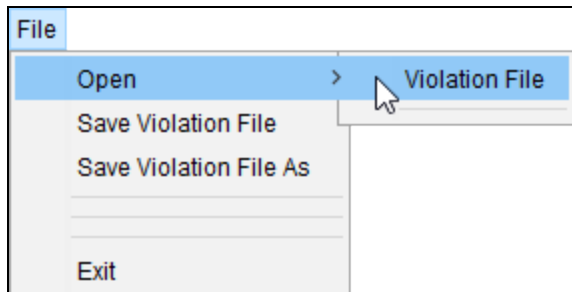 File
Open > Violation File
Save Violation File
Save Violation File As
Exit